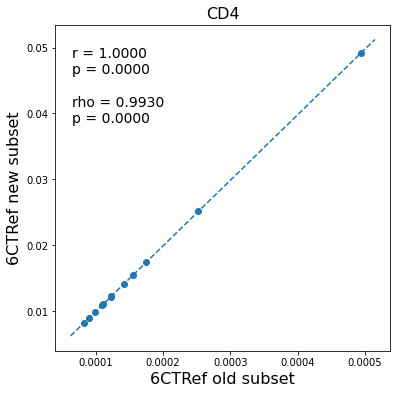 CD4
r = 1.0000
p = 0.0000
rho = 0.9930
p = 0.0000
6CTRef new subset
0.05
0.04
0.03
0.02
0.01
0.0001 0.0002 0.0003 0.0004 0.0005
6CTRef old subset